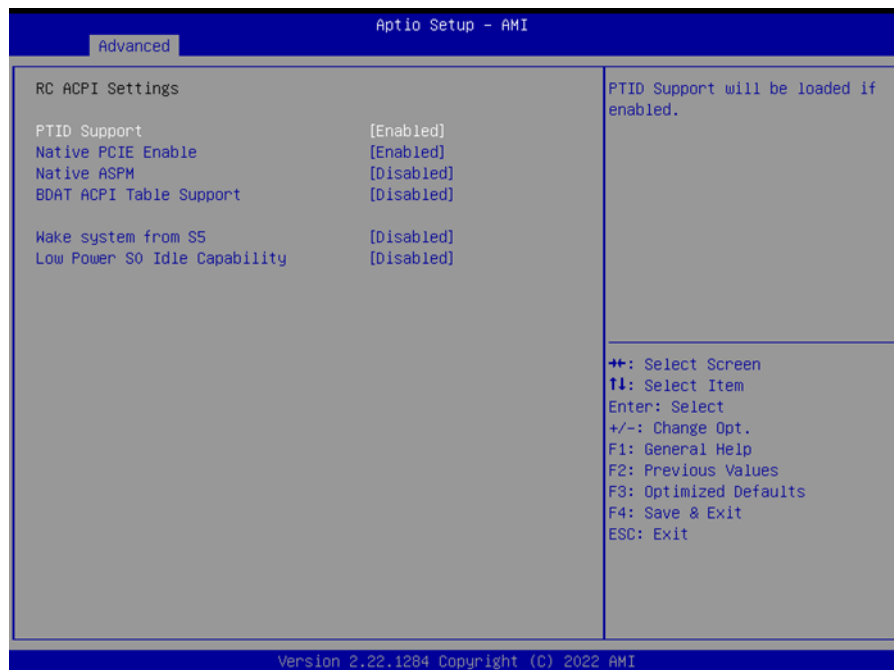 Aptio Setup - AMI
Advanced
RC ACPI Settings
PTID Support [Enabled]
Native PCIE Enable [Enabled]
Native ASPM [Disabled]
BDAT ACPI Table Support [Disabled]
Wake system from S5 [Disabled]
Low Power S0 Idle Capability [Disabled]
PTID Support will be loaded if
enabled.
→←: Select Screen
↑↓: Select Item
Enter: Select
+/-: Change Opt.
F1: General Help
F2: Previous Values
F3: Optimized Defaults
F4: Save & Exit
ESC: Exit
Version 2.22.1284 Copyright (C) 2022 AMI